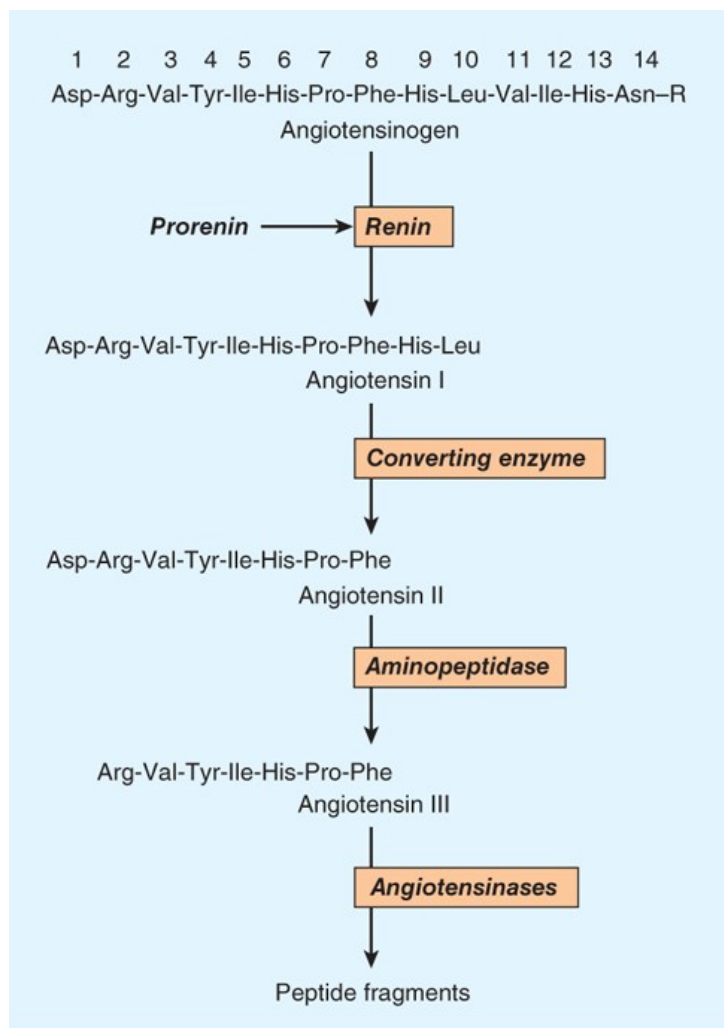 1 2 3 4 5 6 7 8 9 10 11 12 13 14
Asp-Arg-Val-Tyr-Ile-His-Pro-Phe-His-Leu-Val-Ile-His-Asn–R
Angiotensinogen
Prorenin Renin
Asp-Arg-Val-Tyr-Ile-His-Pro-Phe-His-Leu
Angiotensin I
Converting enzyme
Asp-Arg-Val-Tyr-Ile-His-Pro-Phe
Angiotensin II
Aminopeptidase
Arg-Val-Tyr-Ile-His-Pro-Phe
Angiotensin III
Angiotensinases
Peptide fragments